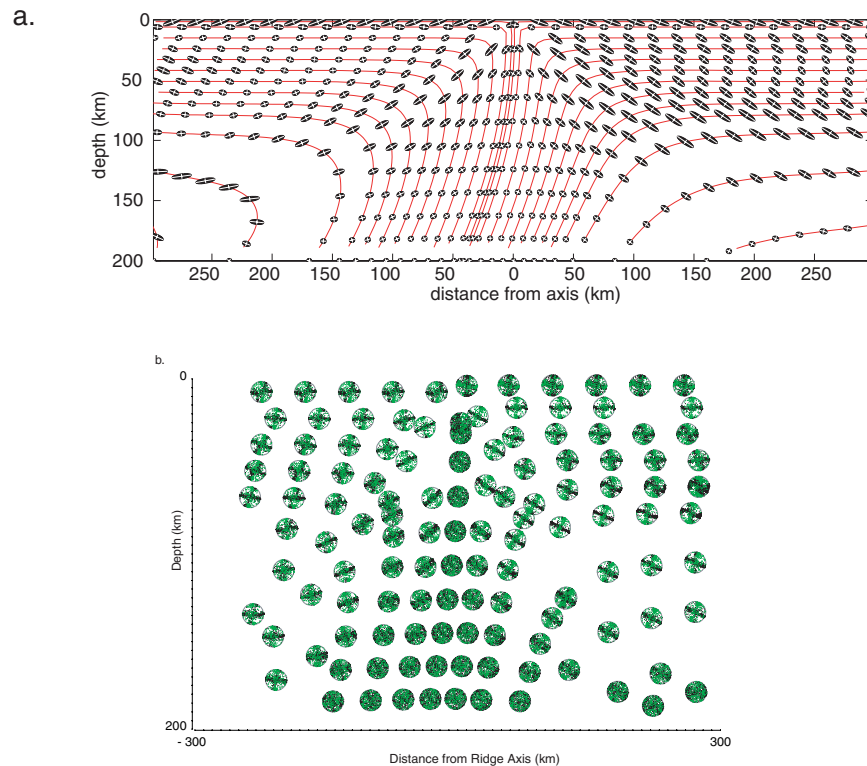 a.
0
50
100
150
200
depth (km)
250 200 150 100 50 0 50 100 150 200 250
distance from axis (km)
b.
0
Depth (km)
200
- 300 300
Distance from Ridge Axis (km)